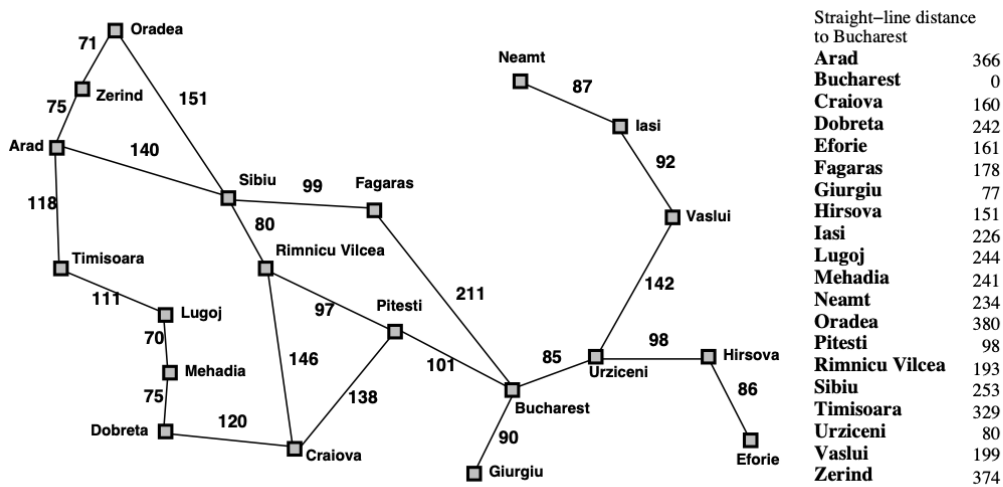 Oradea
71
Neamt
87
Zerind
151
75
Iasi
Arad
140
92
Sibiu
99
Fagaras
118
80
Vaslui
Timisoara
Rimnicu Vilcea
142
111
Lugoj
97
Pitesti
211
70
98
Hirsova
Mehadia
146
101
85
Urziceni
75
138
86
Bucharest
120
Dobreta
90
Craiova
Eforie
Giurgiu
Straight−line distance
to Bucharest
Arad 366
Bucharest 0
Craiova 160
Dobreta 242
Eforie 161
Fagaras 178
Giurgiu 77
Hirsova 151
Iasi 226
Lugoj 244
Mehadia 241
Neamt 234
Oradea 380
Pitesti 98
Rimnicu Vilcea 193
Sibiu 253
Timisoara 329
Urziceni 80
Vaslui 199
Zerind 374